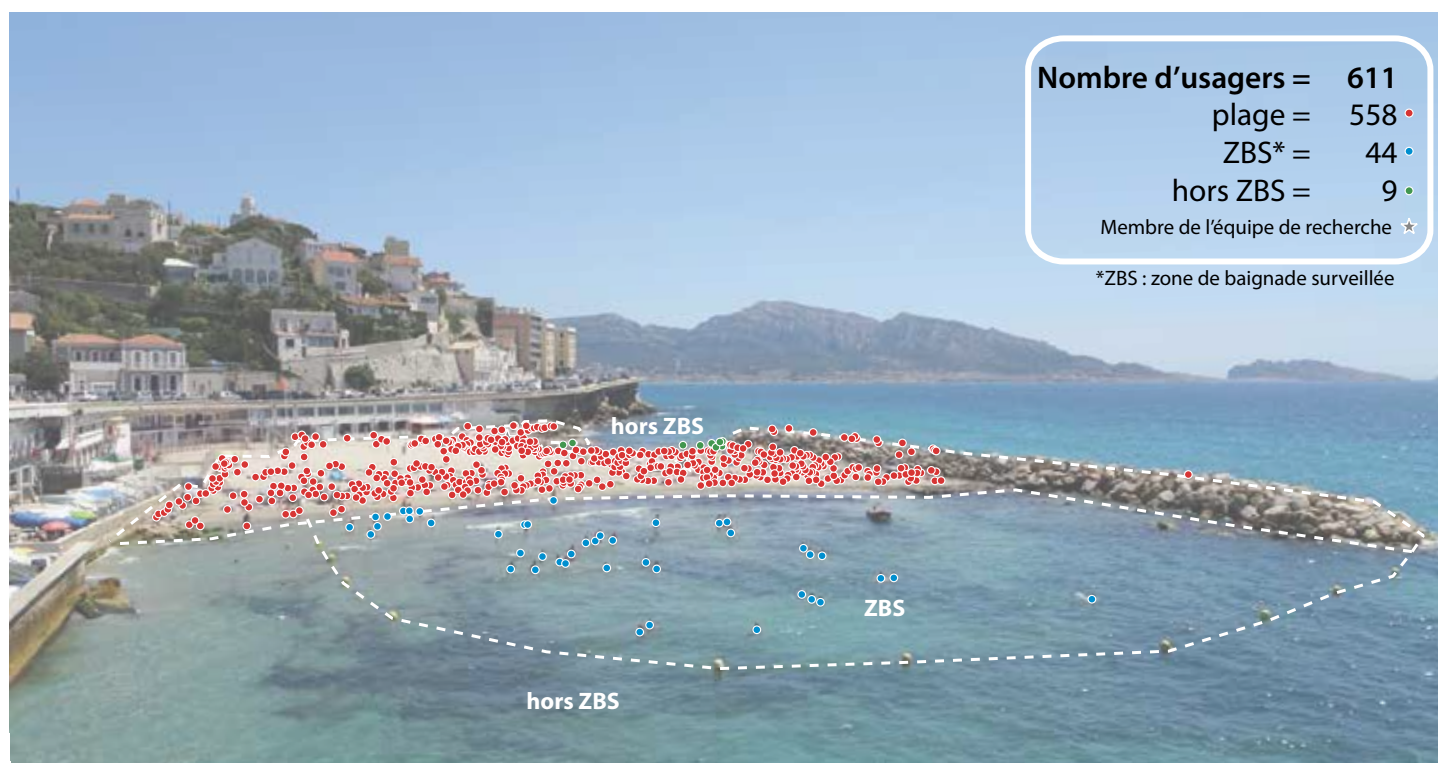 Nombre d’usagers = 611
plage = 558
ZBS* = 44
hors ZBS = 9
Membre de l’équipe de recherche
*ZBS : zone de baignade surveillée
hors ZBS
ZBS
hors ZBS